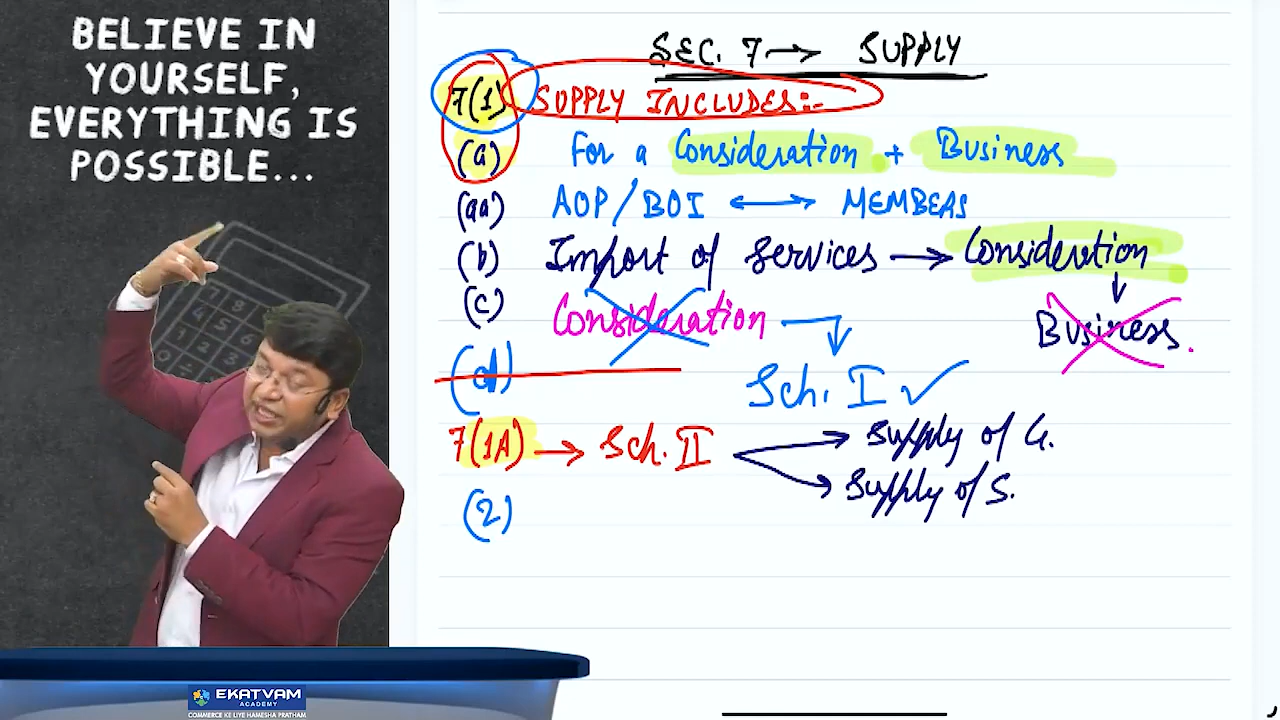 BELIEVE IN
YOURSELF,
EVERYTHING IS
POSSIBLE...
SEC. 7 → SUPPLY
7(1) SUPPLY INCLUDES:-
(a) For a Consideration + Business
(aa) AOP/BOI ↔ MEMBERS
(b) Import of Services → Consideration
↓
Business.
(c) Consideration
Sch. I ✓
(d)
7(1A) → Sch. II
Supply of G.
Supply of S.
(2)
EKATVAM
ACADEMY
COMMERCE KE LIYE HAMESHA PRATHAM